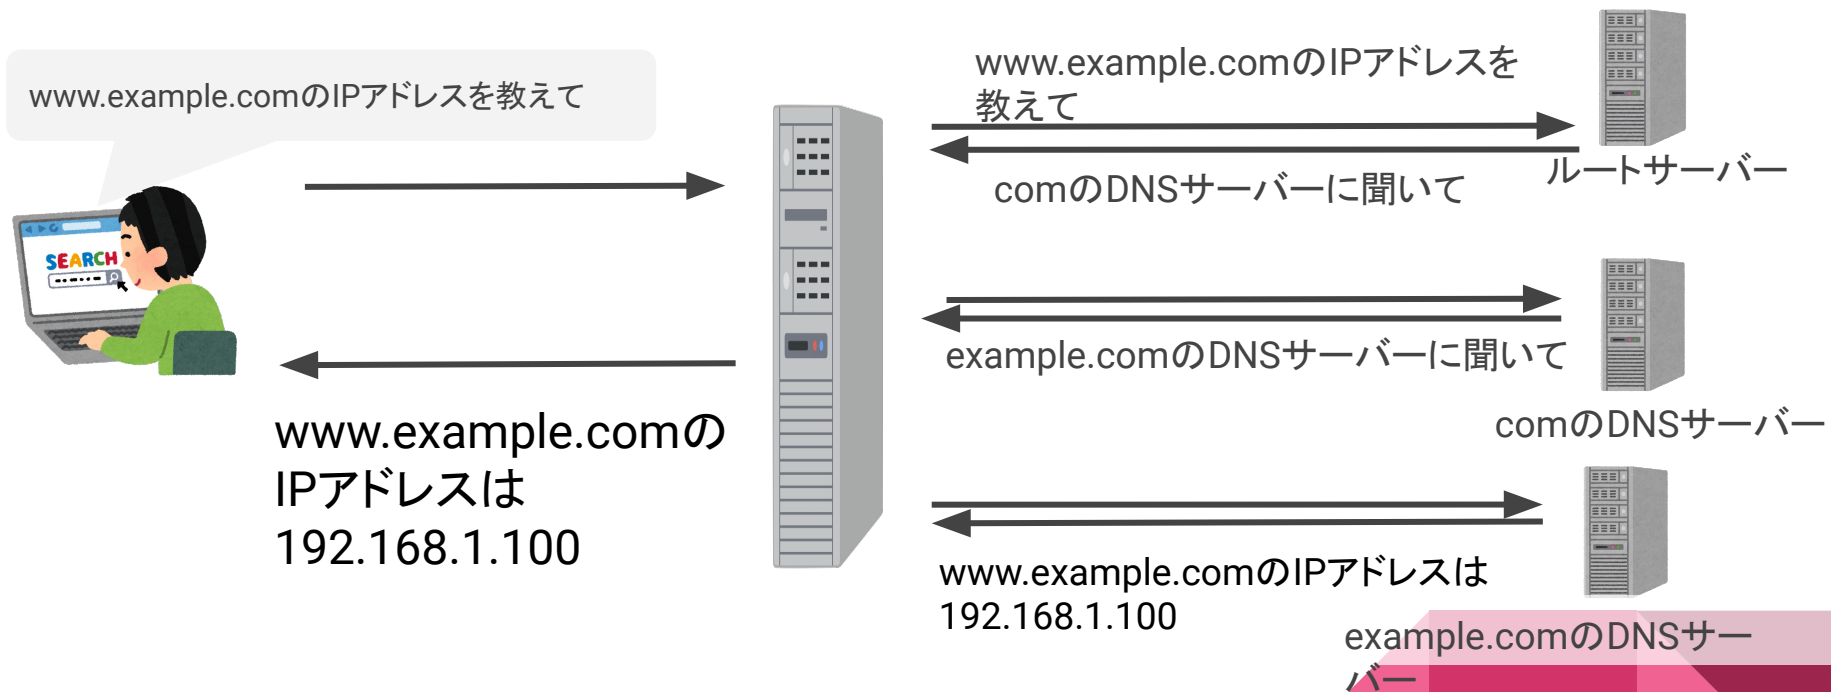 www.example.comのIPアドレスを教えて
SEARCH
www.example.comの
IPアドレスは
192.168.1.100
www.example.comのIPアドレスを
教えて
comのDNSサーバーに聞いて
ルートサーバー
example.comのDNSサーバーに聞いて
comのDNSサーバー
www.example.comのIPアドレスは
192.168.1.100
example.comのDNSサー
バー